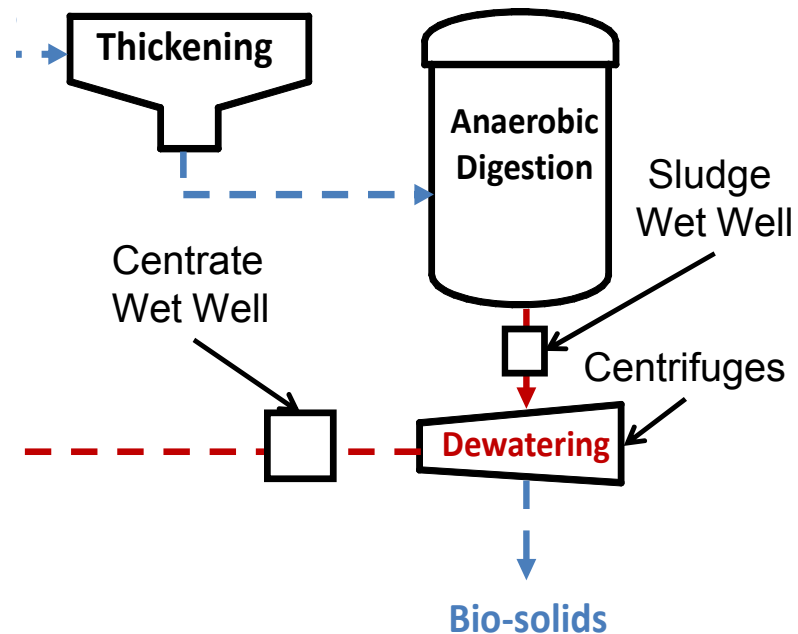 Thickening
Anaerobic
Digestion
Sludge
Wet Well
Centrate
Wet Well
Centrifuges
Dewatering
Bio-solids